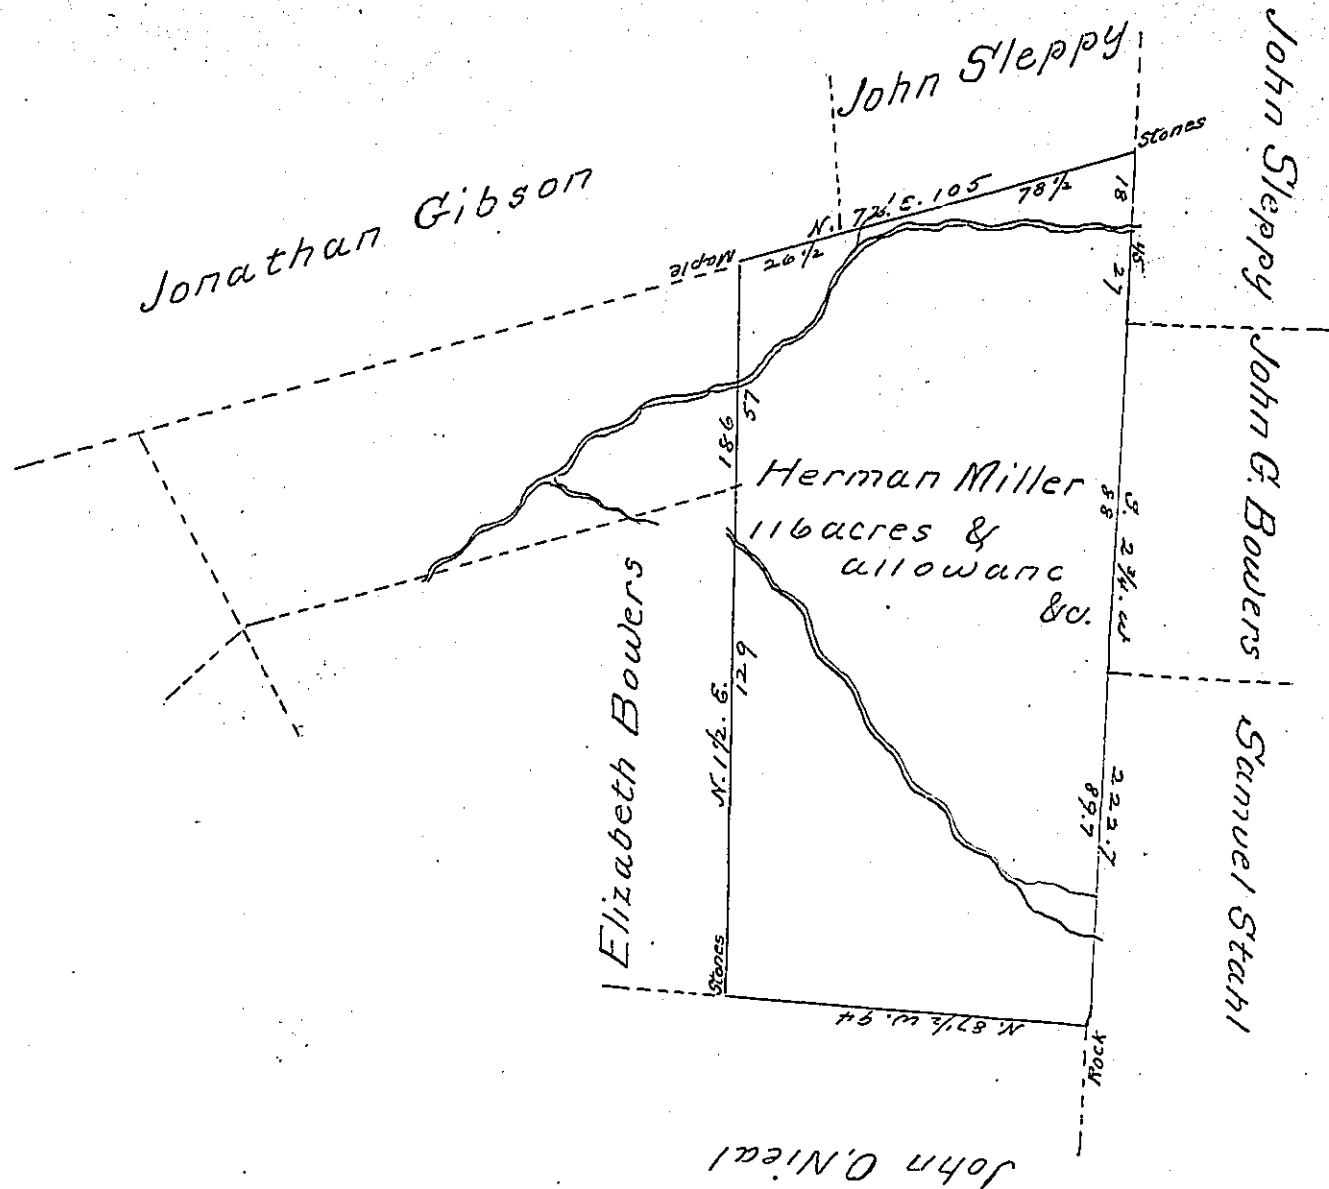 John Sleppy
John Sleppy
Jonathan Gibson
Stones
18
N. 72½. E. 105
78½
26½
Maple
45
27
57
186
Herman Miller
116 acres &
allowanc
&c.
John G. Bowers
S. 2¾. W
88
Elizabeth Bowers
129
N. 1½. E.
222.7
89.7
Samuel Stahl
Stones
N. 87½ W. 94
Rock
John O,Nieal